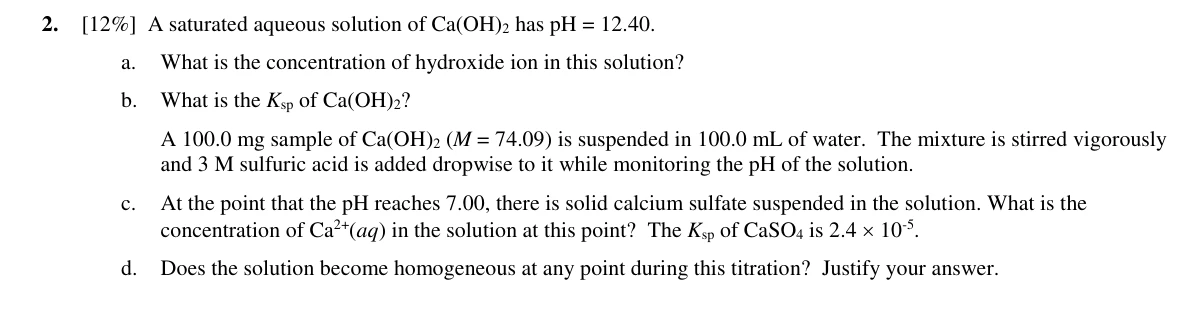 2. [12%] A saturated aqueous solution of Ca(OH)₂ has pH = 12.40.
a. What is the concentration of hydroxide ion in this solution?
b. What is the Ksp of Ca(OH)₂?
A 100.0 mg sample of Ca(OH)₂ (M = 74.09) is suspended in 100.0 mL of water. The mixture is stirred vigorously
and 3 M sulfuric acid is added dropwise to it while monitoring the pH of the solution.
c. At the point that the pH reaches 7.00, there is solid calcium sulfate suspended in the solution. What is the
concentration of Ca²⁺(aq) in the solution at this point? The Ksp of CaSO₄ is 2.4 × 10⁻⁵.
d. Does the solution become homogeneous at any point during this titration? Justify your answer.